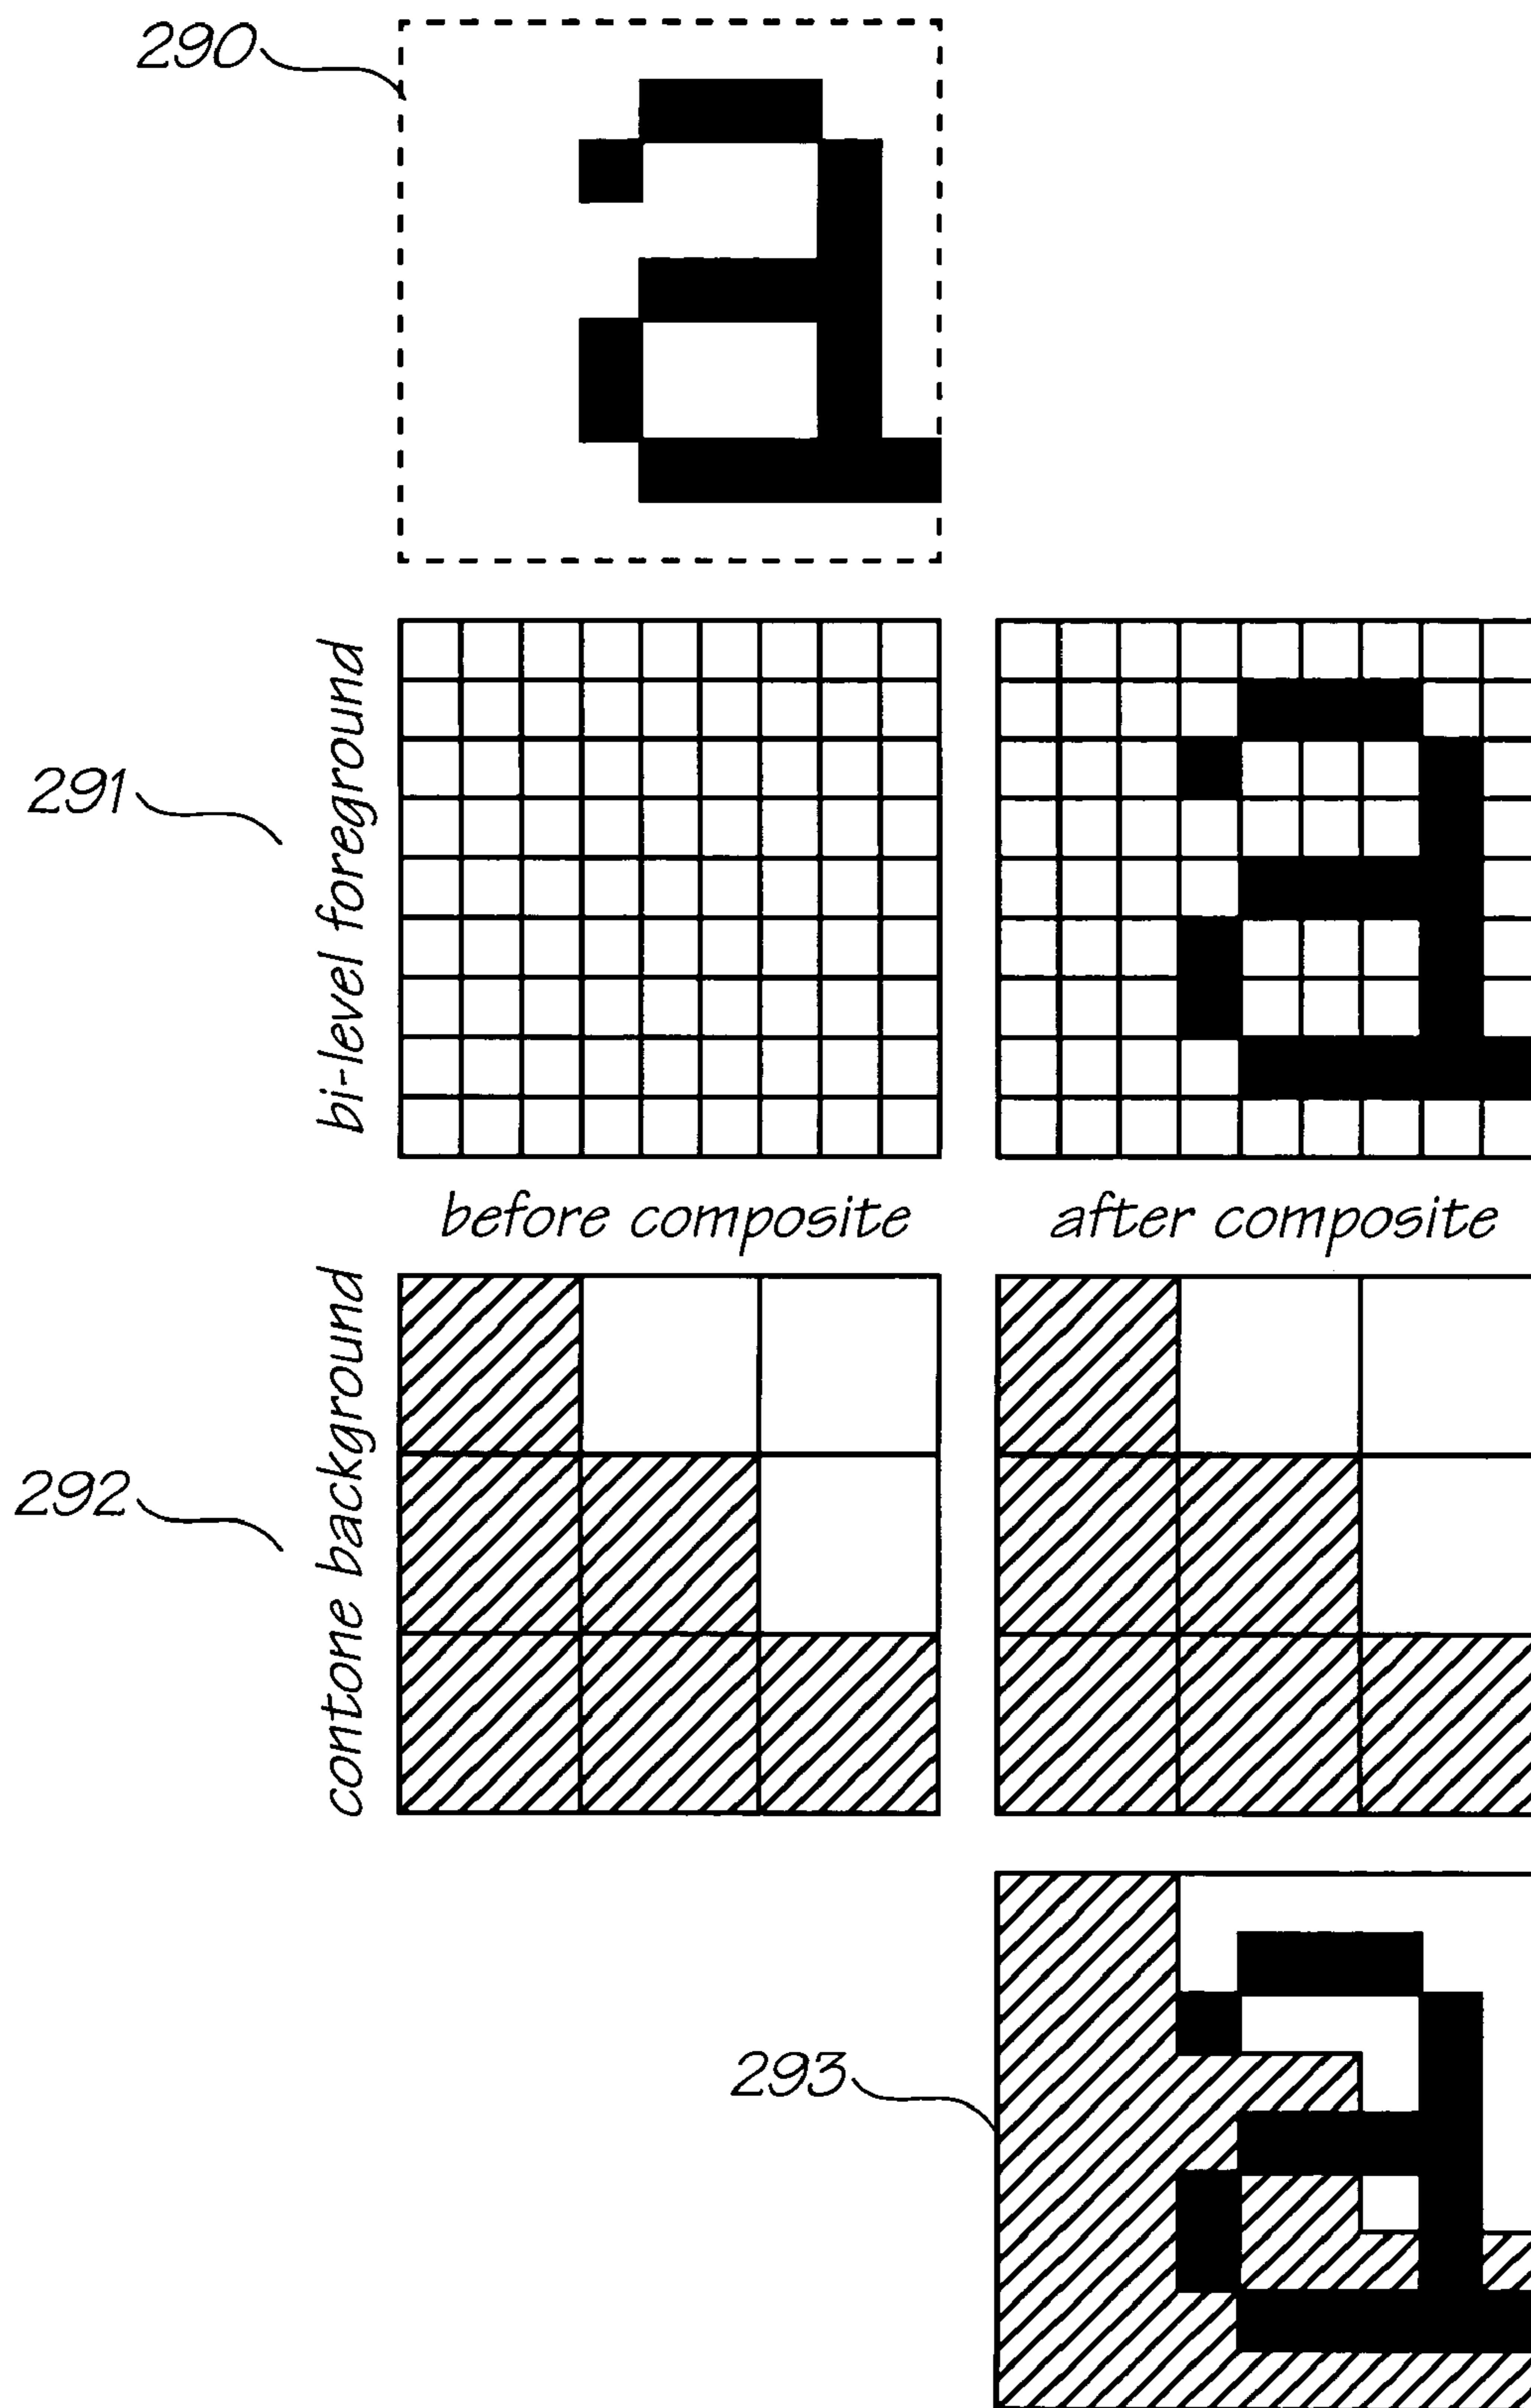 290
291
bi-level foreground
before composite
after composite
292
contone background
293